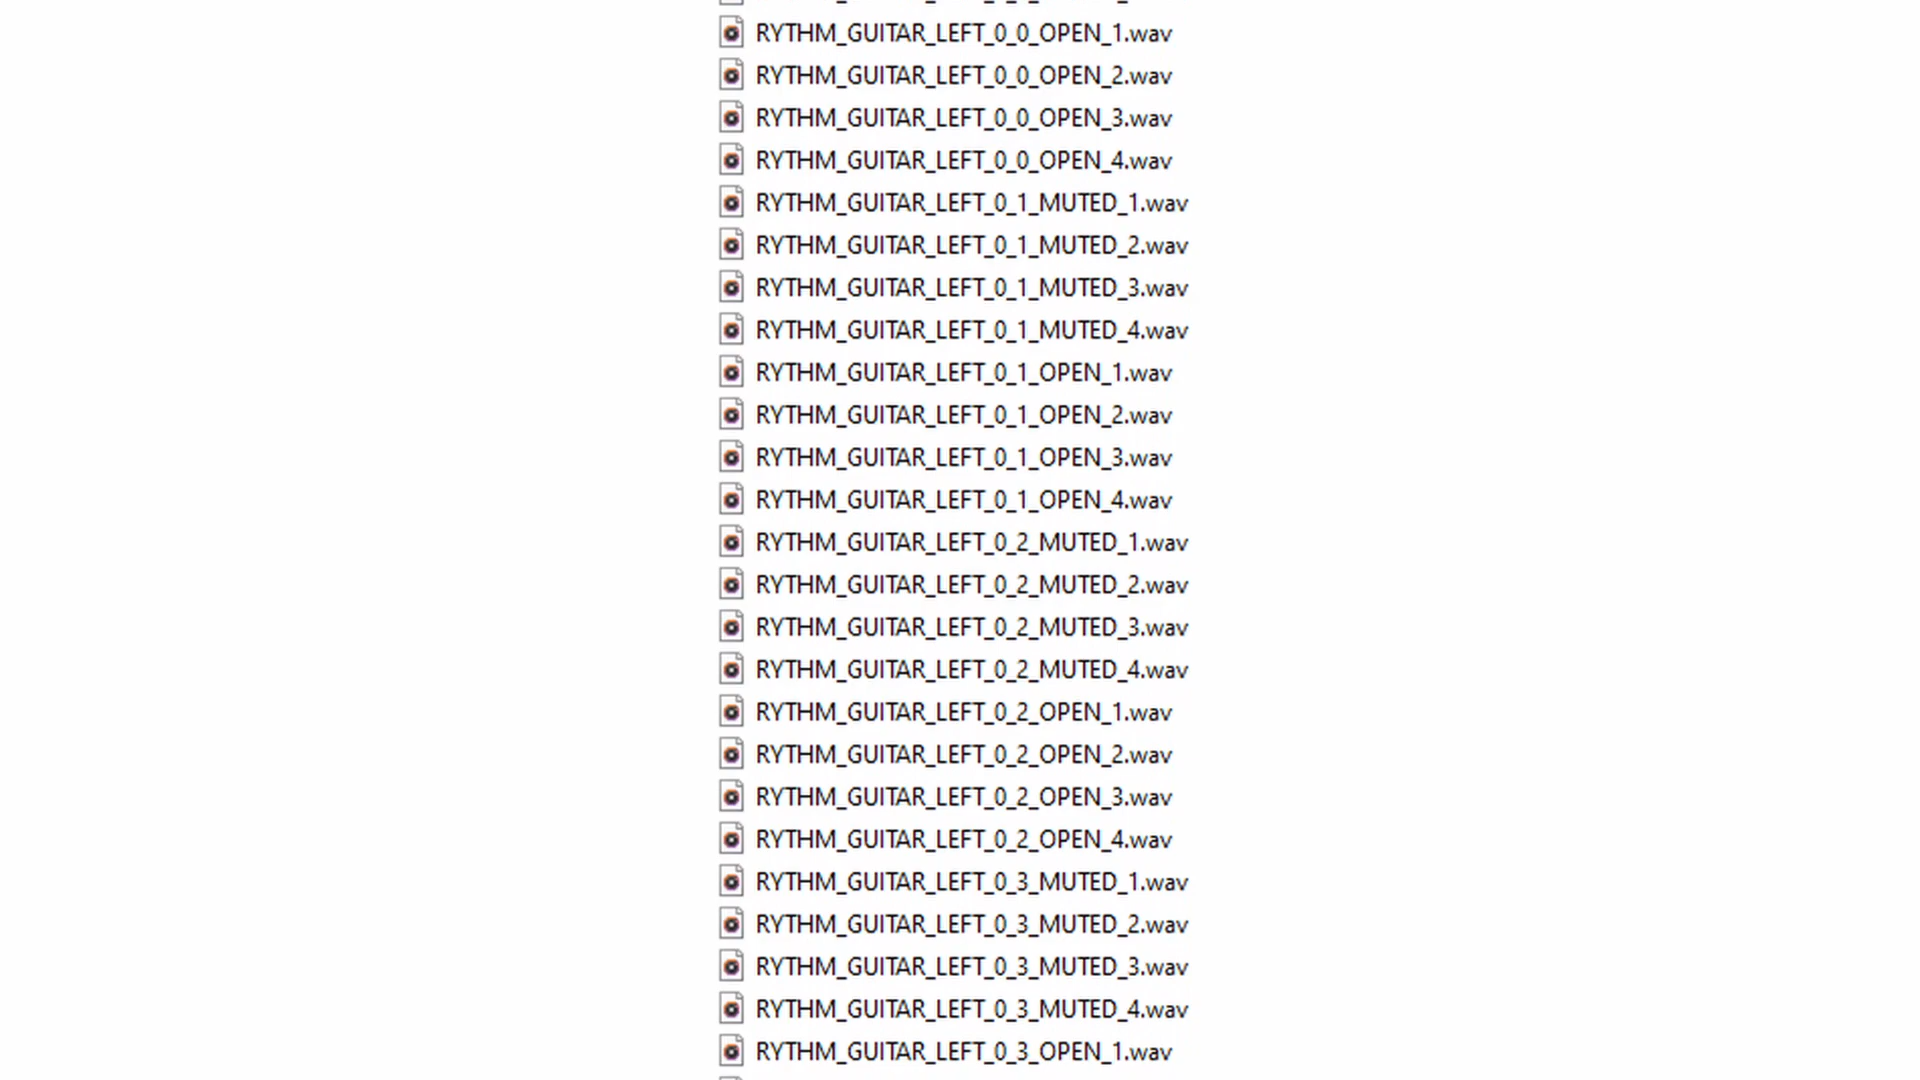 RYTHM_GUITAR_LEFT_0_0_OPEN_1.wav
RYTHM_GUITAR_LEFT_0_0_OPEN_2.wav
RYTHM_GUITAR_LEFT_0_0_OPEN_3.wav
RYTHM_GUITAR_LEFT_0_0_OPEN_4.wav
RYTHM_GUITAR_LEFT_0_1_MUTED_1.wav
RYTHM_GUITAR_LEFT_0_1_MUTED_2.wav
RYTHM_GUITAR_LEFT_0_1_MUTED_3.wav
RYTHM_GUITAR_LEFT_0_1_MUTED_4.wav
RYTHM_GUITAR_LEFT_0_1_OPEN_1.wav
RYTHM_GUITAR_LEFT_0_1_OPEN_2.wav
RYTHM_GUITAR_LEFT_0_1_OPEN_3.wav
RYTHM_GUITAR_LEFT_0_1_OPEN_4.wav
RYTHM_GUITAR_LEFT_0_2_MUTED_1.wav
RYTHM_GUITAR_LEFT_0_2_MUTED_2.wav
RYTHM_GUITAR_LEFT_0_2_MUTED_3.wav
RYTHM_GUITAR_LEFT_0_2_MUTED_4.wav
RYTHM_GUITAR_LEFT_0_2_OPEN_1.wav
RYTHM_GUITAR_LEFT_0_2_OPEN_2.wav
RYTHM_GUITAR_LEFT_0_2_OPEN_3.wav
RYTHM_GUITAR_LEFT_0_2_OPEN_4.wav
RYTHM_GUITAR_LEFT_0_3_MUTED_1.wav
RYTHM_GUITAR_LEFT_0_3_MUTED_2.wav
RYTHM_GUITAR_LEFT_0_3_MUTED_3.wav
RYTHM_GUITAR_LEFT_0_3_MUTED_4.wav
RYTHM_GUITAR_LEFT_0_3_OPEN_1.wav